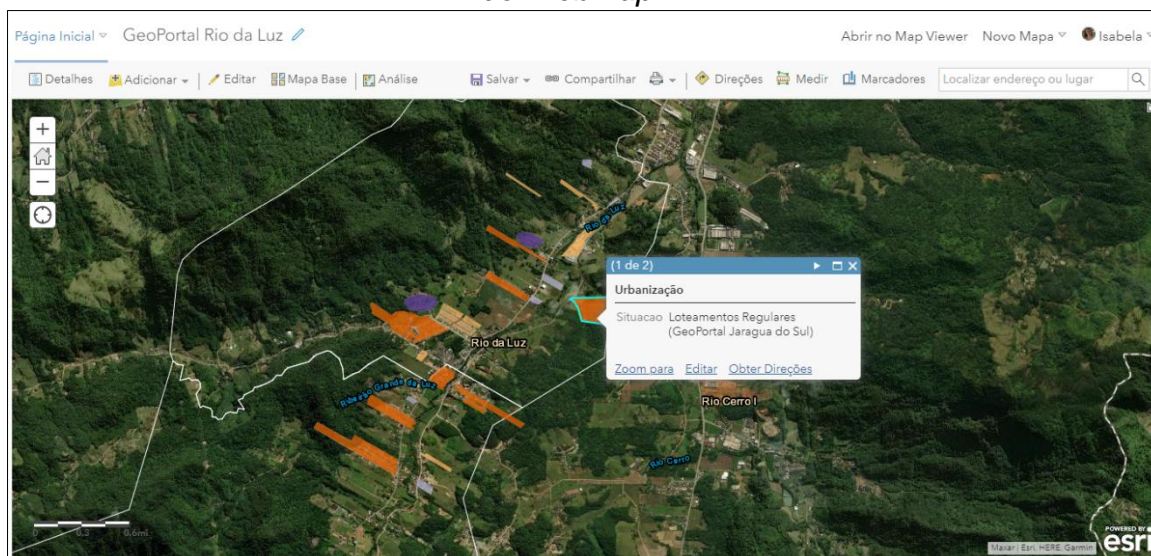 Página Inicial GeoPortal Rio da Luz Abrir no Map Viewer Novo Mapa Isabela
Detalhes Adicionar Editar Mapa Base Análise Salvar Compartilhar Direções Medir Marcadores Localizar endereço ou lugar
Rio da Luz
(1 de 2)
Urbanização
Situacao Loteamentos Regulares
(GeoPortal Jaragua do Sul)
Zoom para Editar Obter Direções
Rio da Luz
Ribeirão Grande da Luz
Rio Cerro I
Rio Cerro
0 0.3 0.6mi
Maxar | Esri, HERE, Garmin
POWERED BY
esri